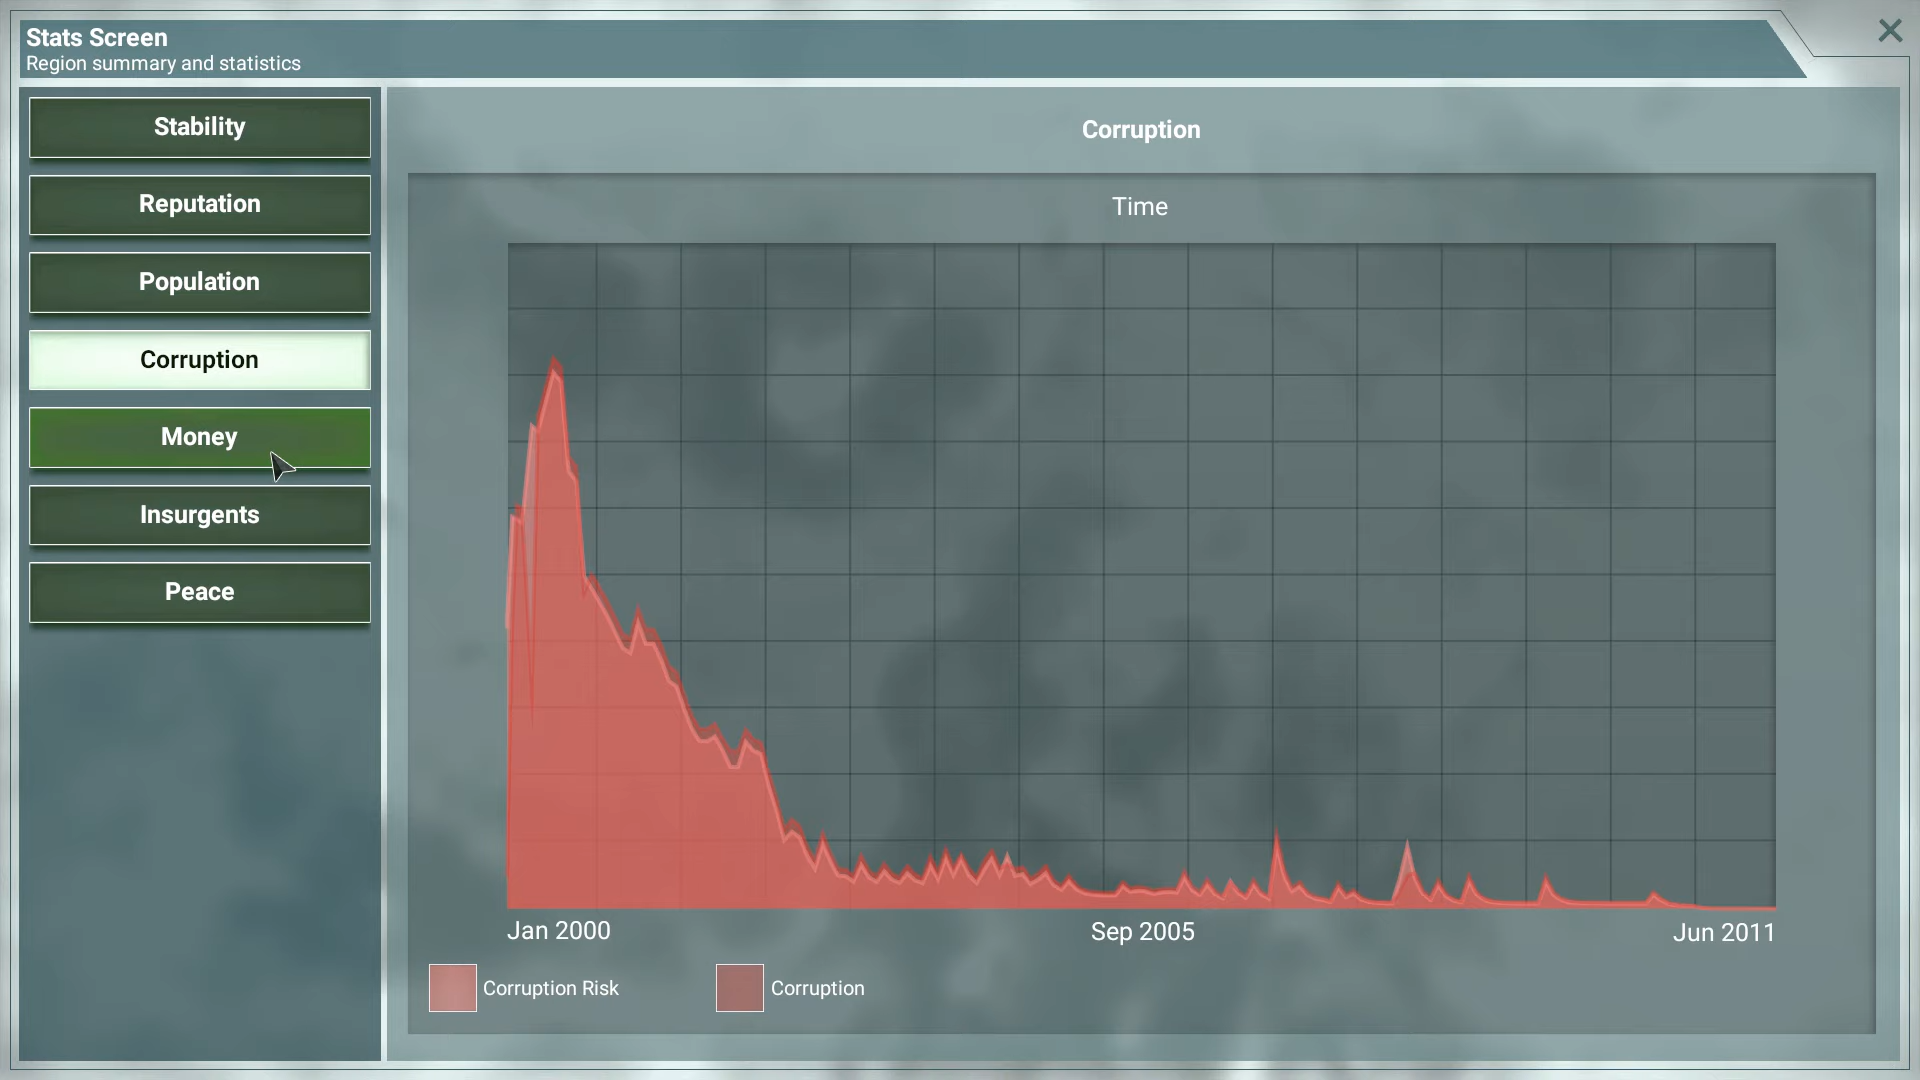 Stats Screen
Region summary and statistics
Stability
Reputation
Population
Corruption
Money
Insurgents
Peace
Corruption
Time
Jan 2000
Sep 2005
Jun 2011
Corruption Risk
Corruption